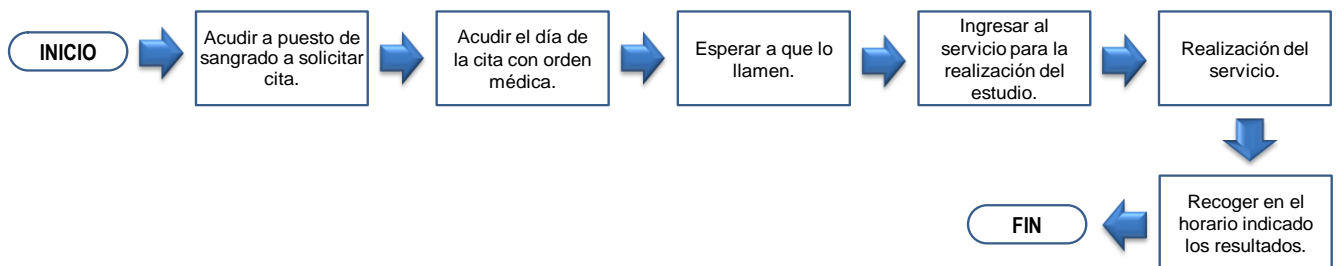 INICIO
Acudir a puesto de
sangrado a solicitar
cita.
Acudir el día de
la cita con orden
médica.
Esperar a que lo
llamen.
Ingresar al
servicio para la
realización del
estudio.
Realización del
servicio.
Recoger en el
horario indicado
los resultados.
FIN